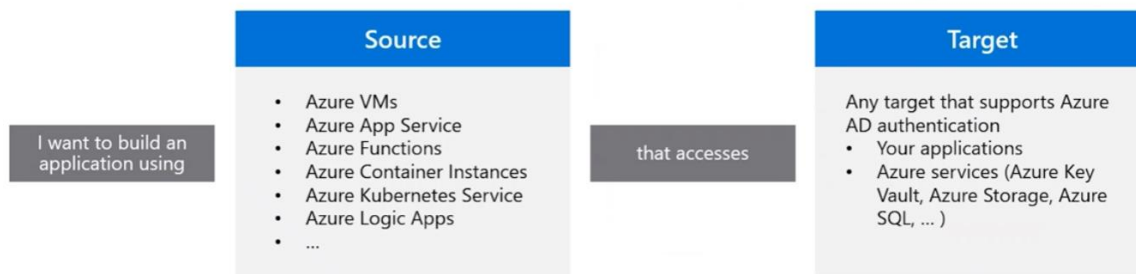 I want to build an
application using
Source
• Azure VMs
• Azure App Service
• Azure Functions
• Azure Container Instances
• Azure Kubernetes Service
• Azure Logic Apps
• ...
that accesses
Target
Any target that supports Azure
AD authentication
• Your applications
• Azure services (Azure Key
Vault, Azure Storage, Azure
SQL, ... )